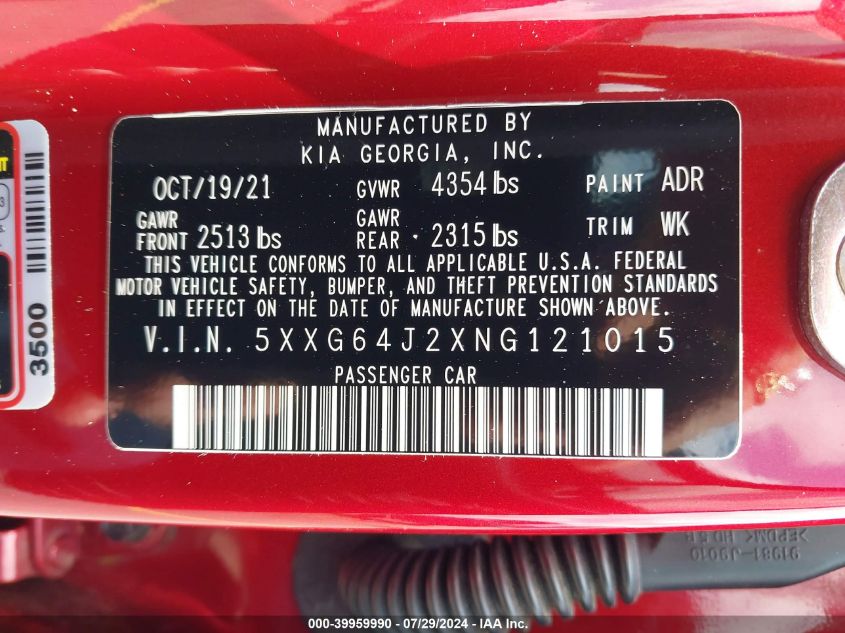 MANUFACTURED BY
KIA GEORGIA, INC.
OCT/19/21 GVWR 4354 lbs PAINT ADR
GAWR FRONT 2513 lbs GAWR REAR 2315 lbs TRIM WK
THIS VEHICLE CONFORMS TO ALL APPLICABLE U.S.A. FEDERAL
MOTOR VEHICLE SAFETY, BUMPER, AND THEFT PREVENTION STANDARDS
IN EFFECT ON THE DATE OF MANUFACTURE SHOWN ABOVE.
V.I.N. 5XXG64J2XNG121015
PASSENGER CAR
3500
91981-J9010
>EPDM<
000-39959990 | 07/29/2024 | IAA Inc.